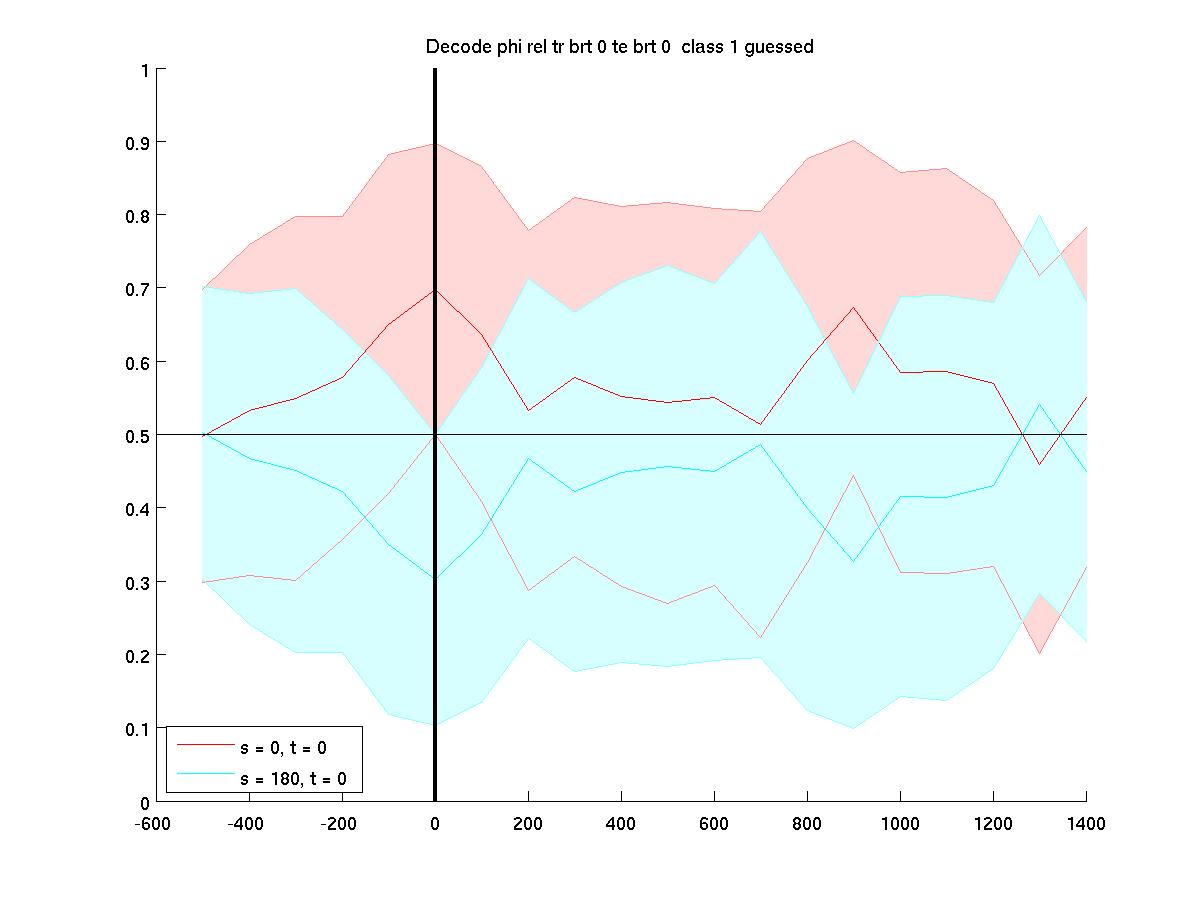 Decode phi rel tr brt 0 te brt 0  class 1 guessed
1
0.9
0.8
0.7
0.6
0.5
0.4
0.3
0.2
0.1
0
s = 0, t = 0
s = 180, t = 0
-600 -400 -200 0 200 400 600 800 1000 1200 1400